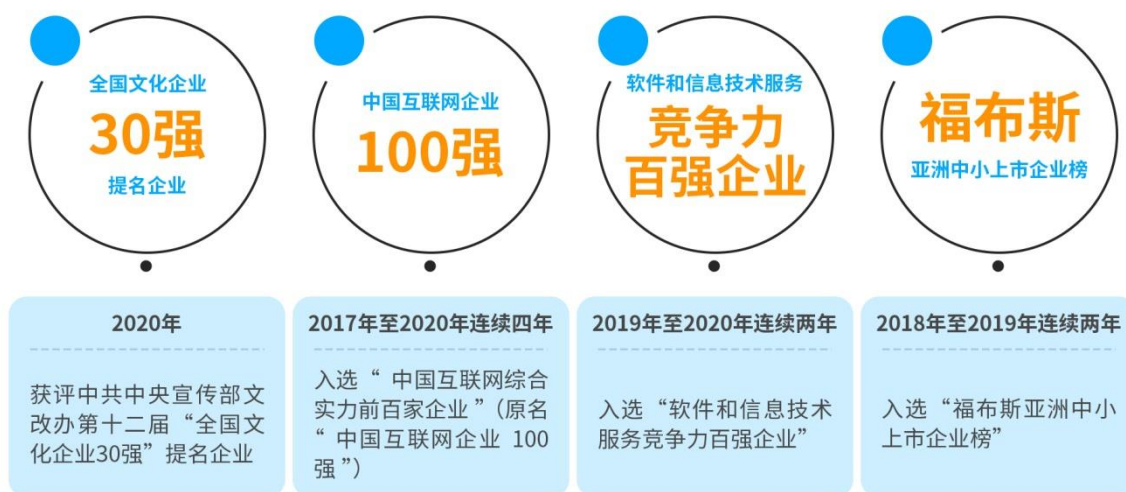 全国文化企业
30强
提名企业
中国互联网企业
100强
软件和信息技术服务
竞争力
百强企业
福布斯
亚洲中小上市企业榜
2020年
获评中共中央宣传部文
改办第十二届“全国文
化企业30强”提名企业
2017年至2020年连续四年
入选“ 中国互联网综合
实力前百家企业 ”（原名
“ 中国互联网企业 100
强 ”）
2019年至2020年连续两年
入选“软件和信息技术
服务竞争力百强企业”
2018年至2019年连续两年
入选“福布斯亚洲中小
上市企业榜”